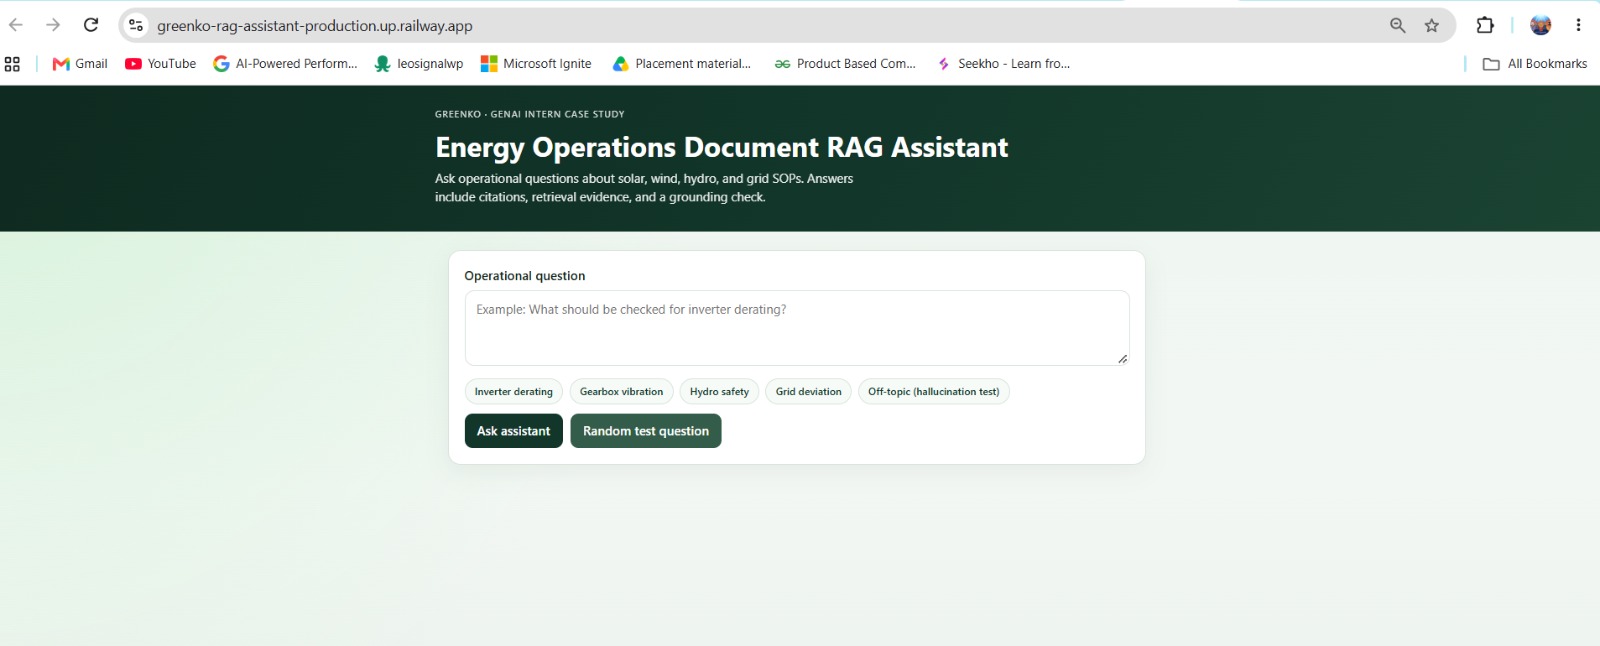 greenko-rag-assistant-production.up.railway.app
Gmail YouTube AI-Powered Perform... leosignalwp Microsoft Ignite Placement material... Product Based Com... Seekho - Learn fro... All Bookmarks
GREENKO · GENAI INTERN CASE STUDY
Energy Operations Document RAG Assistant
Ask operational questions about solar, wind, hydro, and grid SOPs. Answers
include citations, retrieval evidence, and a grounding check.
Operational question
Example: What should be checked for inverter derating?
Inverter derating Gearbox vibration Hydro safety Grid deviation Off-topic (hallucination test)
Ask assistant Random test question